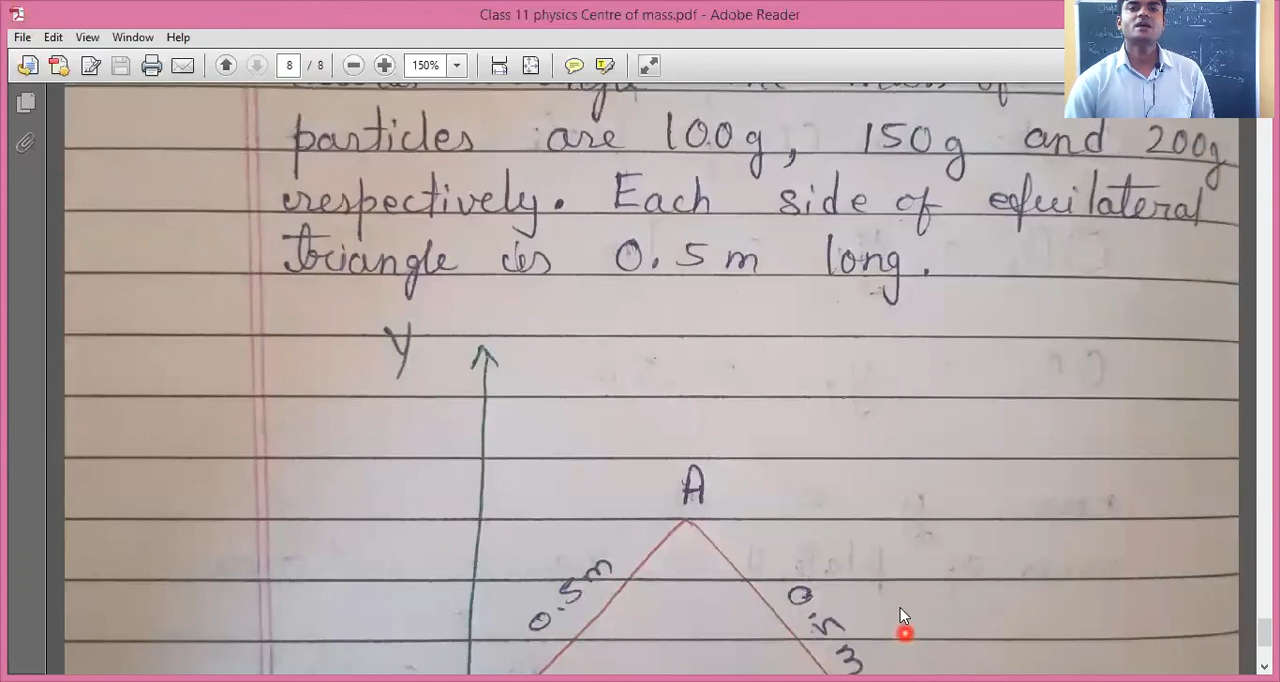 Class 11 physics Centre of mass.pdf - Adobe Reader
File Edit View Window Help
8 / 8 150%
particles are 100g, 150g and 200g
respectively. Each side of equilateral
triangle is 0.5m long.
Y
A
0.5m
0.5m